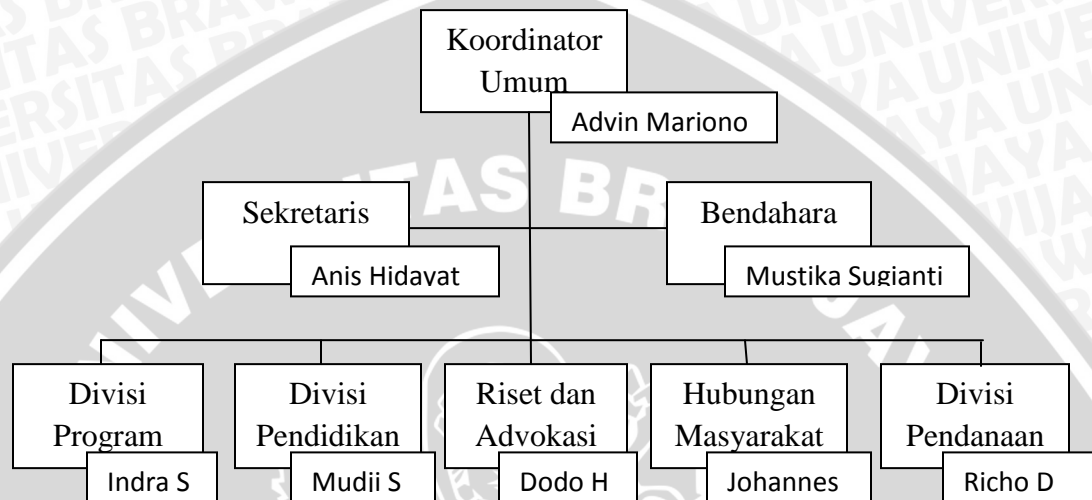 Koordinator
Umum
Advin Mariono
Sekretaris
Anis Hidayat
Bendahara
Mustika Sugianti
Divisi
Program
Indra S
Divisi
Pendidikan
Mudji S
Riset dan
Advokasi
Dodo H
Hubungan
Masyarakat
Johannes
Divisi
Pendanaan
Richo D